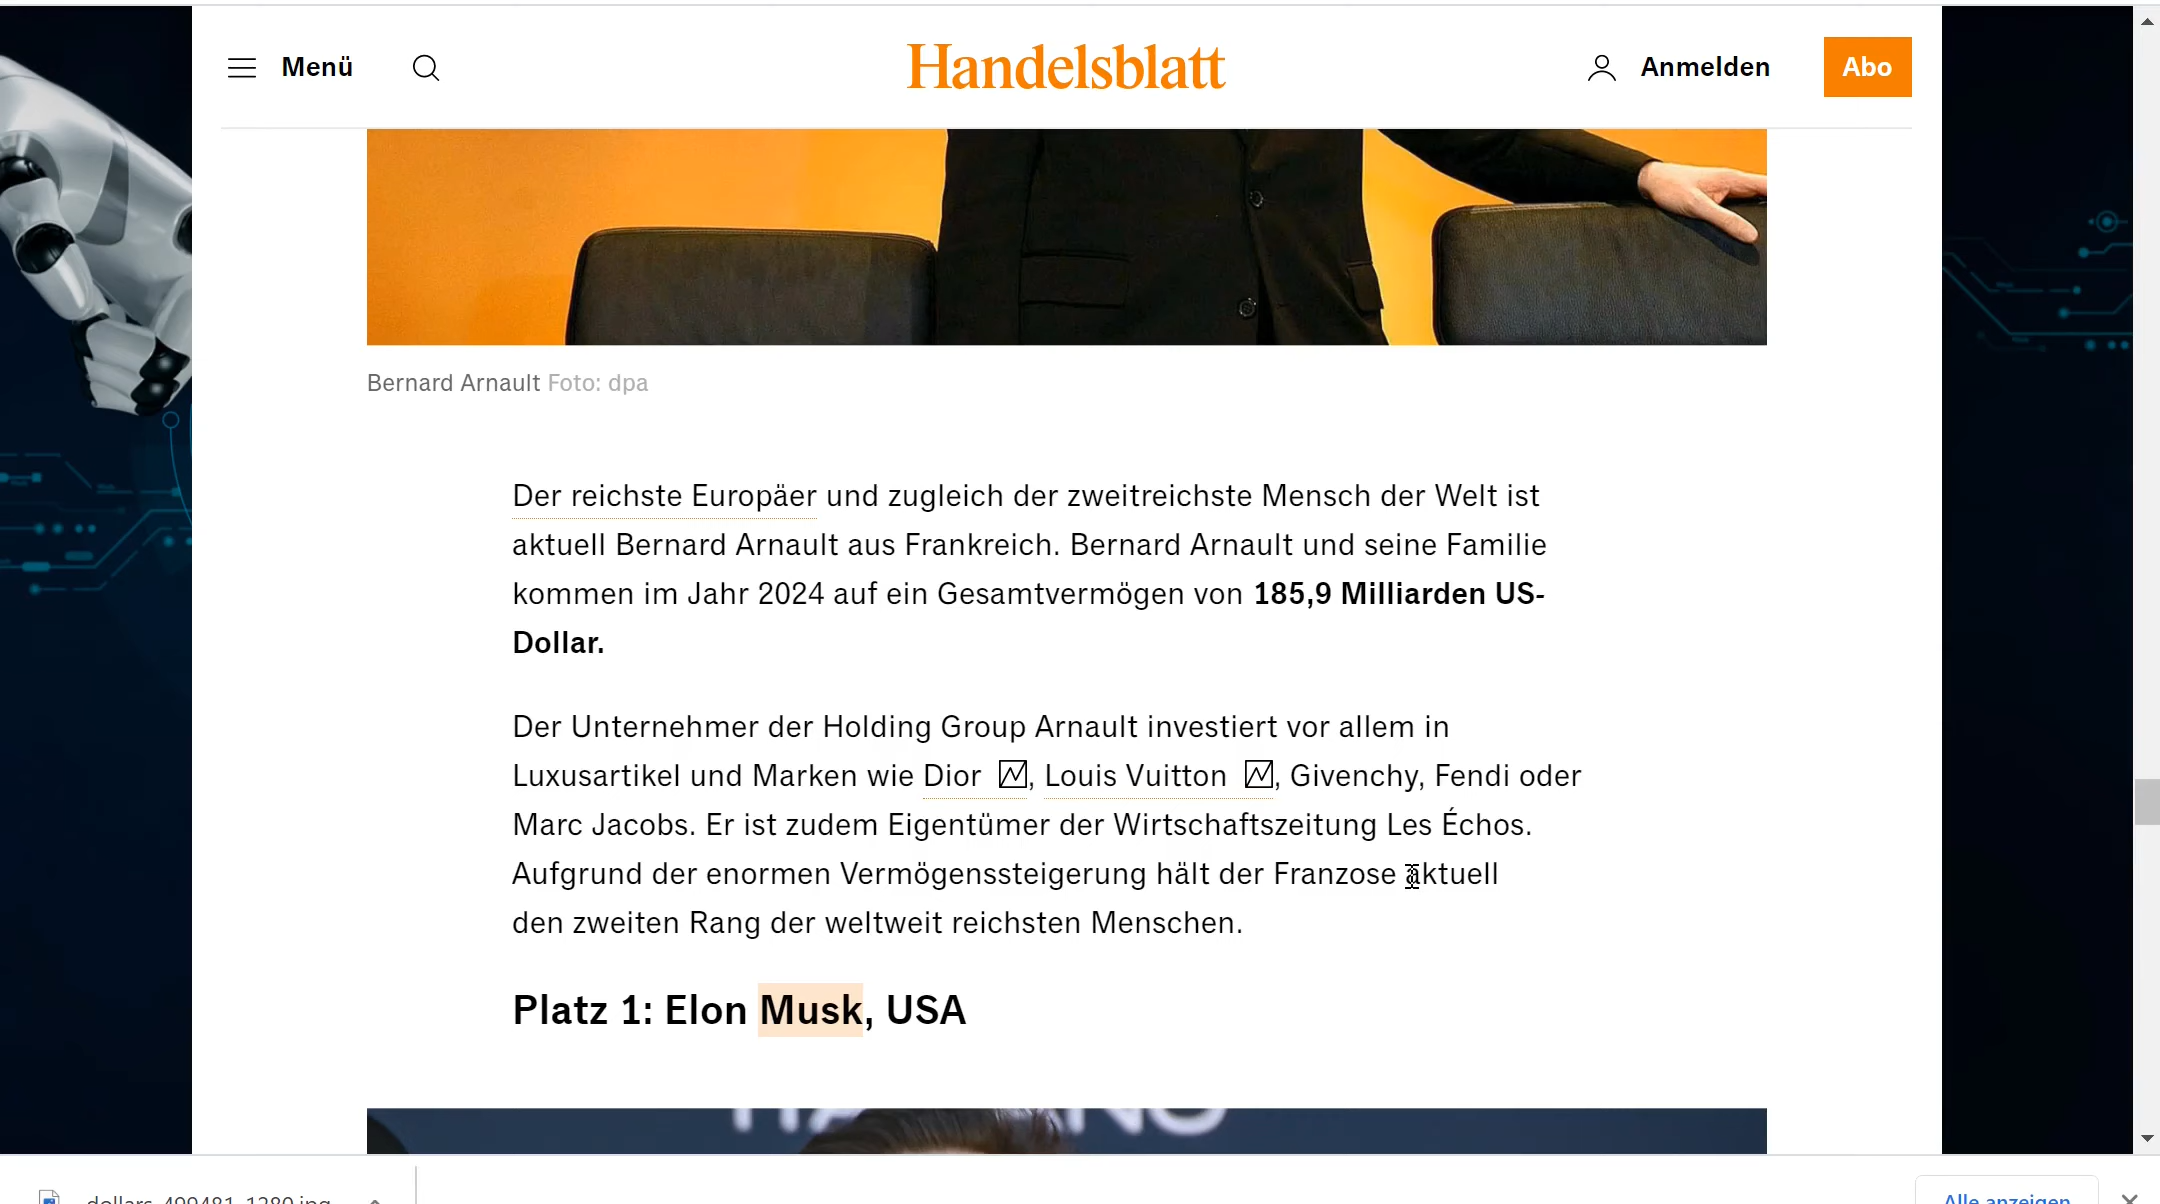 Menü
Handelsblatt
Anmelden
Abo
Bernard Arnault Foto: dpa
Der reichste Europäer und zugleich der zweitreichste Mensch der Welt ist
aktuell Bernard Arnault aus Frankreich. Bernard Arnault und seine Familie
kommen im Jahr 2024 auf ein Gesamtvermögen von 185,9 Milliarden US-
Dollar.
Der Unternehmer der Holding Group Arnault investiert vor allem in
Luxusartikel und Marken wie Dior , Louis Vuitton , Givenchy, Fendi oder
Marc Jacobs. Er ist zudem Eigentümer der Wirtschaftszeitung Les Échos.
Aufgrund der enormen Vermögenssteigerung hält der Franzose aktuell
den zweiten Rang der weltweit reichsten Menschen.
Platz 1: Elon Musk, USA
dollars-499481_1280.jpg
Alle anzeigen